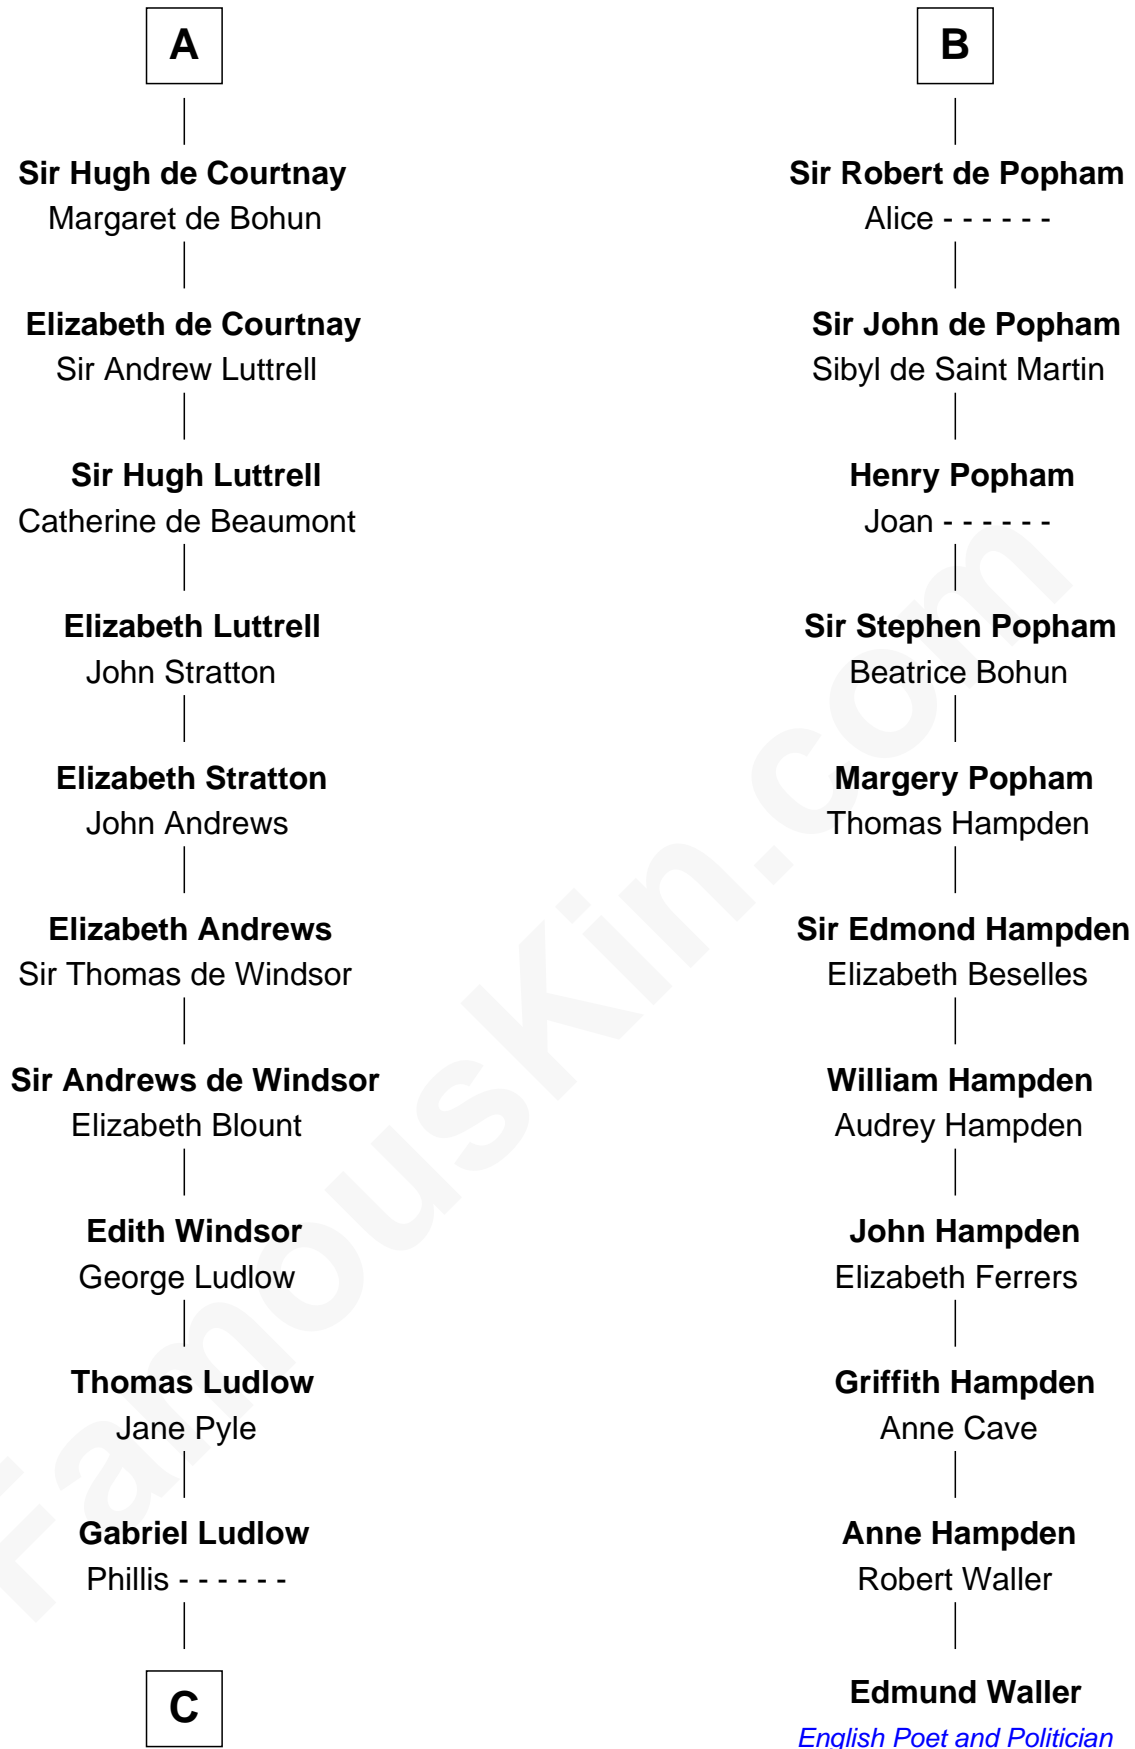 A
Sir Hugh de Courtnay
Margaret de Bohun
Elizabeth de Courtnay
Sir Andrew Luttrell
Sir Hugh Luttrell
Catherine de Beaumont
Elizabeth Luttrell
John Stratton
Elizabeth Stratton
John Andrews
Elizabeth Andrews
Sir Thomas de Windsor
Sir Andrews de Windsor
Elizabeth Blount
Edith Windsor
George Ludlow
Thomas Ludlow
Jane Pyle
Gabriel Ludlow
Phillis - - - - - -
C
B
Sir Robert de Popham
Alice - - - - - -
Sir John de Popham
Sibyl de Saint Martin
Henry Popham
Joan - - - - - -
Sir Stephen Popham
Beatrice Bohun
Margery Popham
Thomas Hampden
Sir Edmond Hampden
Elizabeth Beselles
William Hampden
Audrey Hampden
John Hampden
Elizabeth Ferrers
Griffith Hampden
Anne Cave
Anne Hampden
Robert Waller
Edmund Waller
English Poet and Politician
FamousKin.com